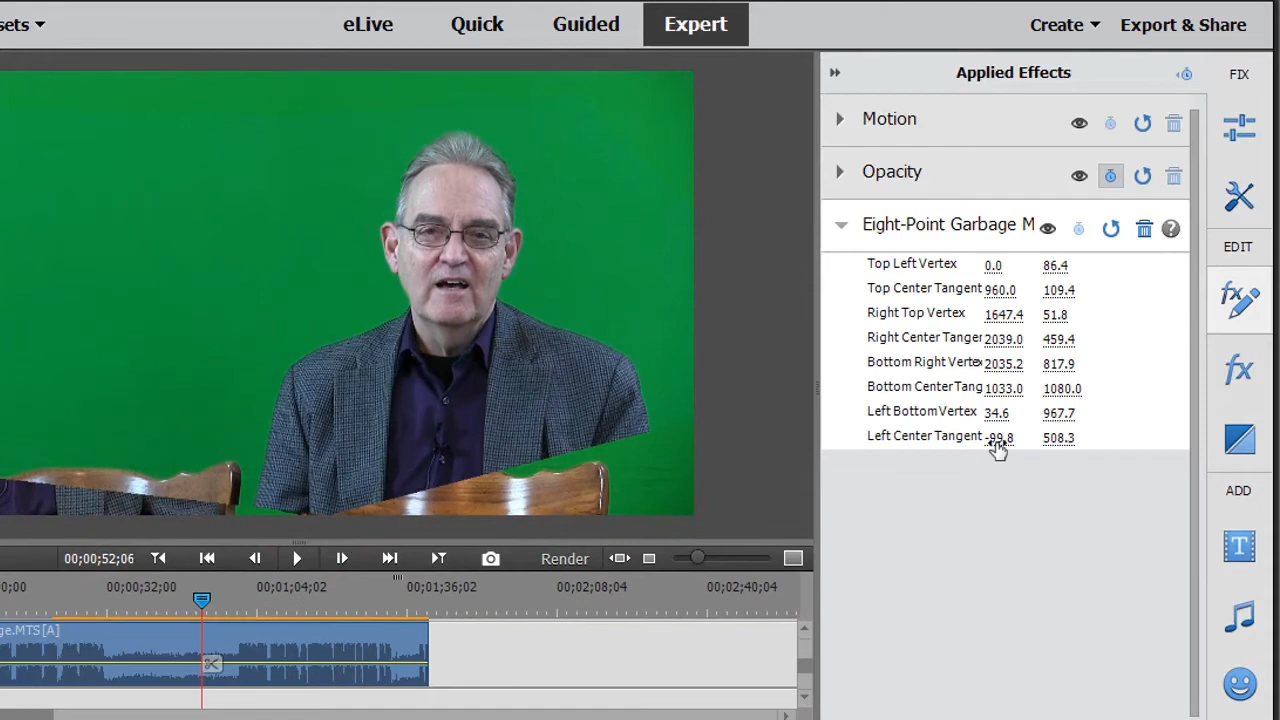 sets
eLive
Quick
Guided
Expert
Create
Export & Share
Applied Effects
FIX
Motion
Opacity
EDIT
Eight-Point Garbage M
Top Left Vertex 0.0 86.4
Top Center Tangent 960.0 109.4
Right Top Vertex 1647.4 51.8
Right Center Tanger 2039.0 459.4
Bottom Right Vertex 2035.2 817.9
Bottom Center Tang 1033.0 1080.0
Left Bottom Vertex 34.6 967.7
Left Center Tangent -99.8 508.3
ADD
00;00;52;06
Render
00;00 00;00;32;00 00;01;04;02 00;01;36;02 00;02;08;04 00;02;40;04
ge.MTS[A]